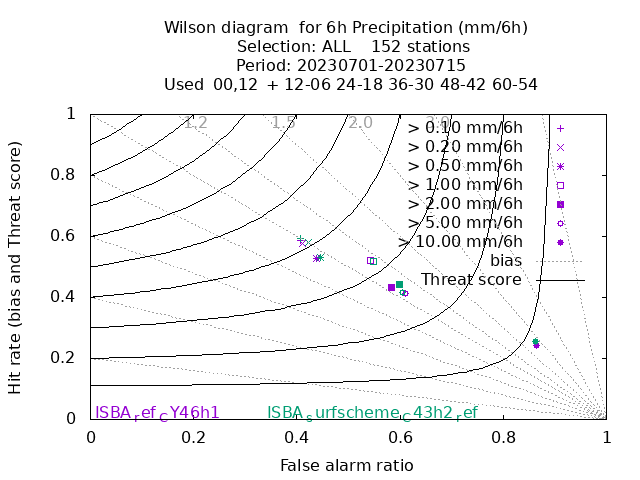 Wilson diagram  for 6h Precipitation (mm/6h)
Selection: ALL    152 stations
Period: 20230701-20230715
Used  00,12  + 12-06 24-18 36-30 48-42 60-54
1.2 1.5 2.0 3.0
> 0.10 mm/6h
> 0.20 mm/6h
> 0.50 mm/6h
> 1.00 mm/6h
> 2.00 mm/6h
> 5.00 mm/6h
> 10.00 mm/6h
bias
Threat score
1
0.8
0.6
0.4
0.2
0
Hit rate (bias and Threat score)
ISBA_ref_CY46h1 ISBA_surfscheme_C43h2_ref
0 0.2 0.4 0.6 0.8 1
False alarm ratio